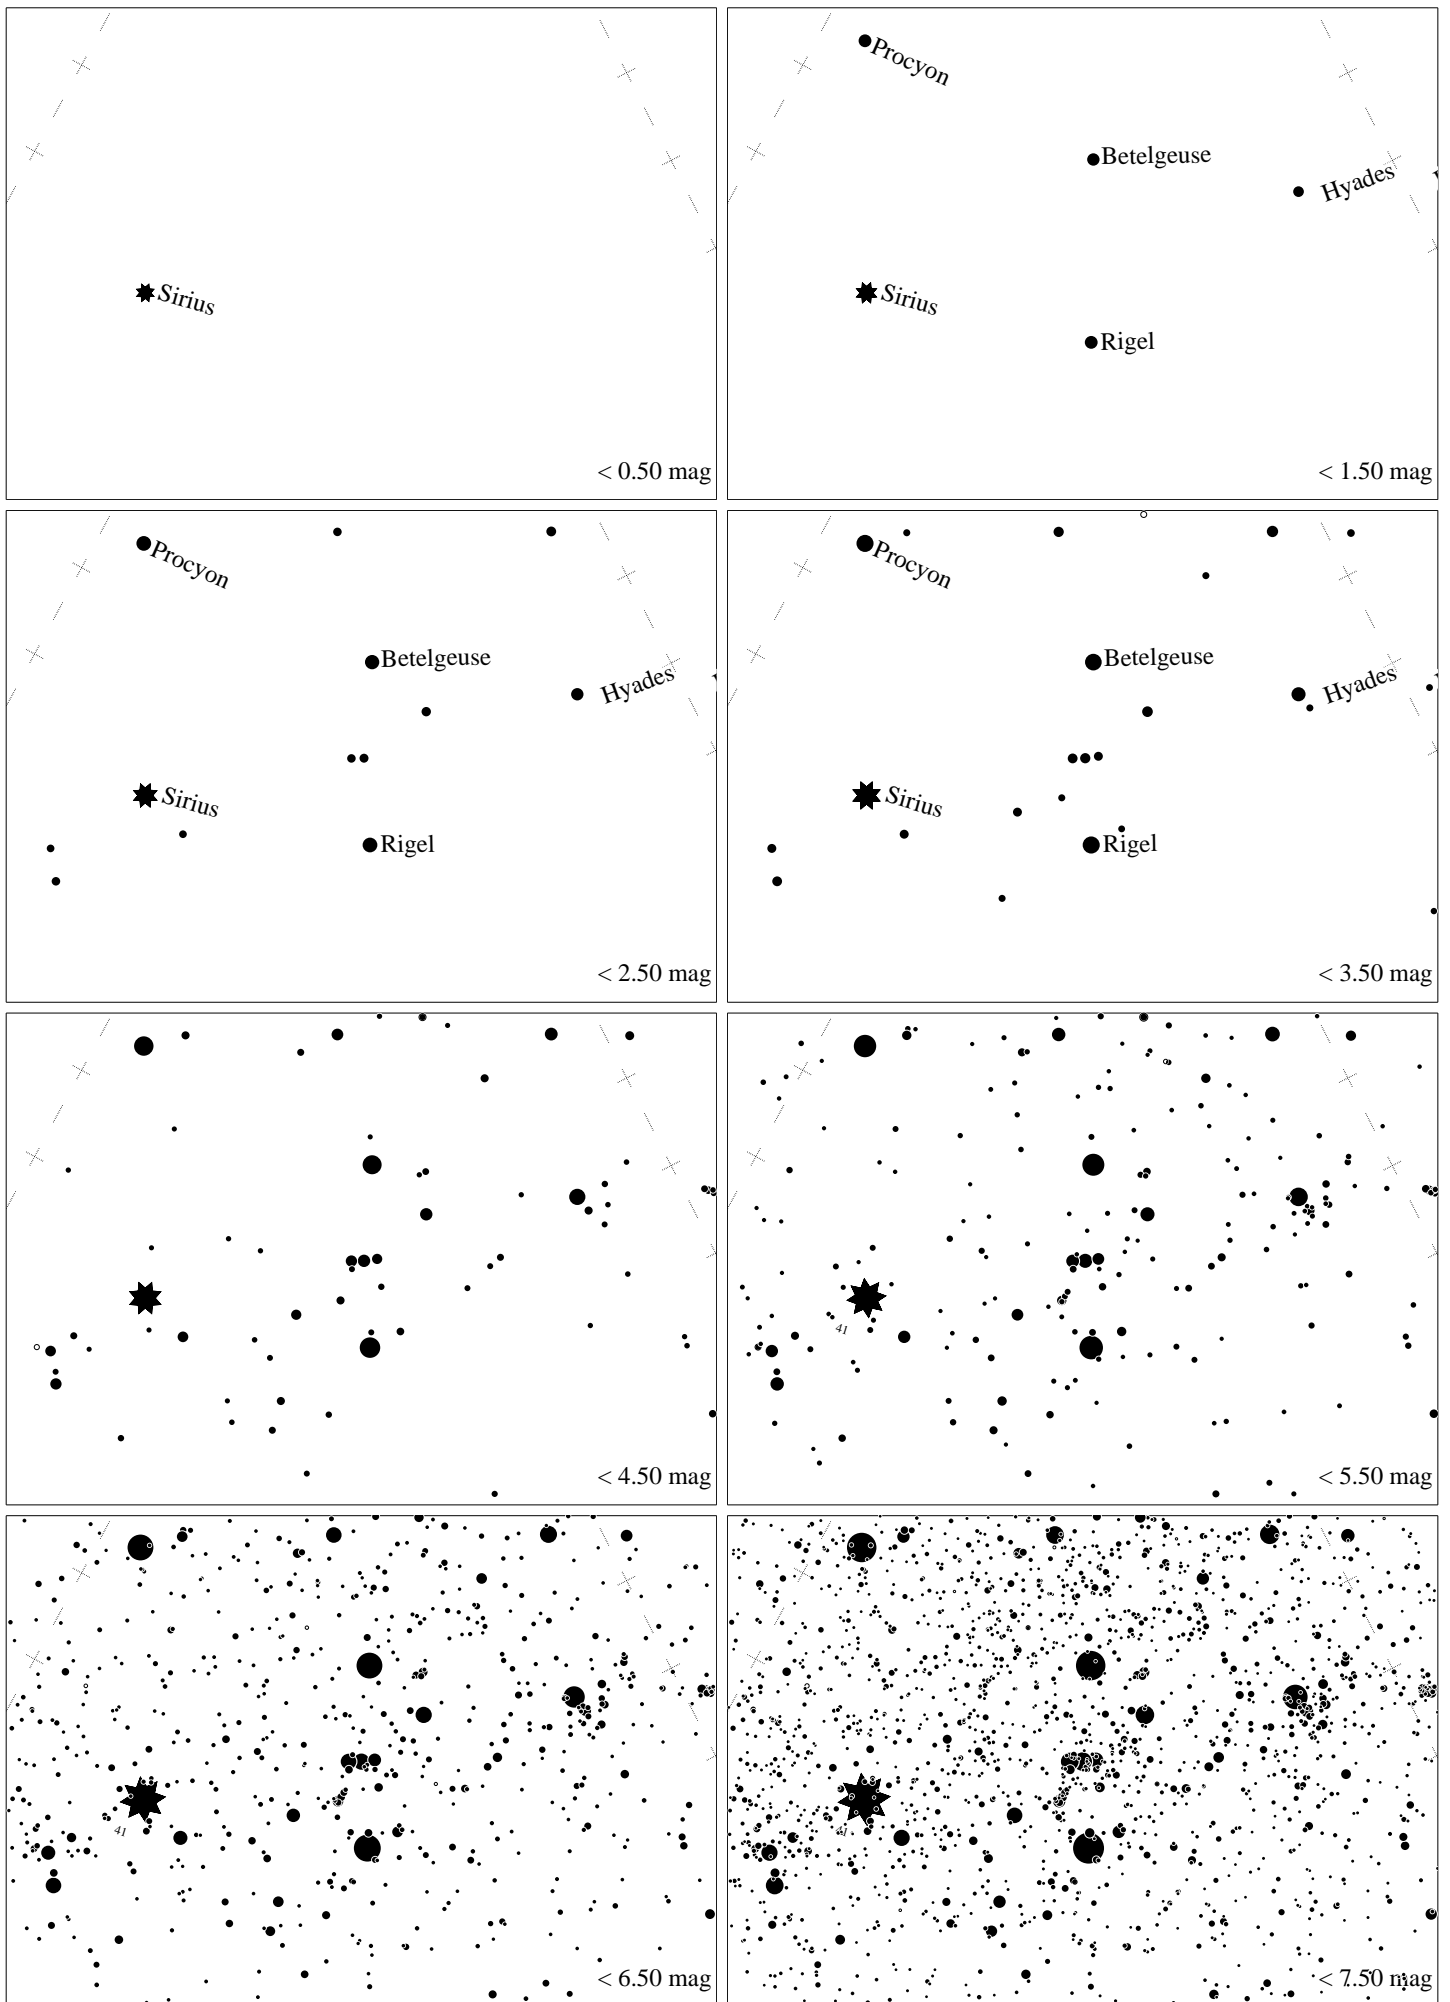 Sirius
< 0.50 mag
Procyon
Betelgeuse
Hyades
Sirius
Rigel
< 1.50 mag
Procyon
Betelgeuse
Hyades
Sirius
Rigel
< 2.50 mag
Procyon
Betelgeuse
Hyades
Sirius
Rigel
< 3.50 mag
< 4.50 mag
41
< 5.50 mag
41
< 6.50 mag
41
< 7.50 mag